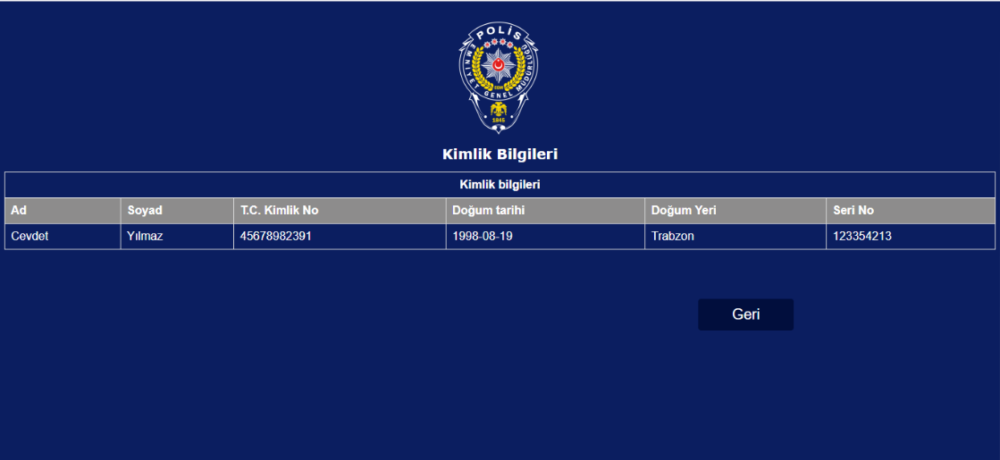 POLİS
EMNİYET GENEL MÜDÜRLÜĞÜ
EGM
1845
Kimlik Bilgileri
Kimlik bilgileri
Ad Soyad T.C. Kimlik No Doğum tarihi Doğum Yeri Seri No
Cevdet Yılmaz 45678982391 1998-08-19 Trabzon 123354213
Geri